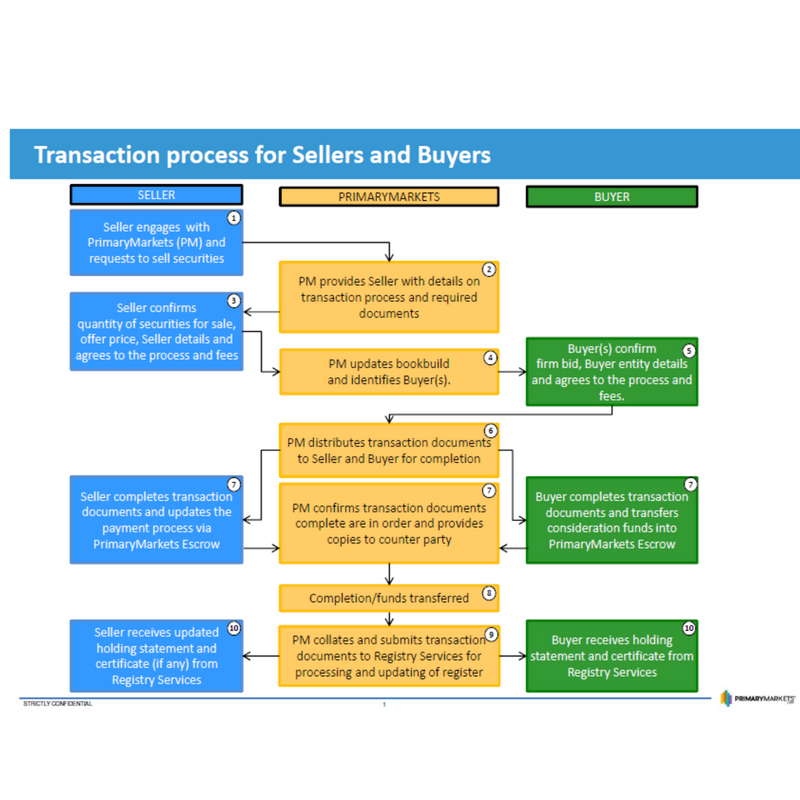 Transaction process for Sellers and Buyers
SELLER
PRIMARYMARKETS
BUYER
1
Seller engages with
PrimaryMarkets (PM) and
requests to sell securities
2
PM provides Seller with details on
transaction process and required
documents
3
Seller confirms
quantity of securities for sale,
offer price, Seller details and
agrees to the process and fees
4
PM updates bookbuild
and identifies Buyer(s).
5
Buyer(s) confirm
firm bid, Buyer entity details
and agrees to the process and
fees.
6
PM distributes transaction documents
to Seller and Buyer for completion
7
Seller completes transaction
documents and updates the
payment process via
PrimaryMarkets Escrow
7
PM confirms transaction documents
complete are in order and provides
copies to counter party
7
Buyer completes transaction
documents and transfers
consideration funds into
PrimaryMarkets Escrow
8
Completion/funds transferred
9
PM collates and submits transaction
documents to Registry Services for
processing and updating of register
10
Seller receives updated
holding statement and
certificate (if any) from
Registry Services
10
Buyer receives holding
statement and certificate from
Registry Services
STRICTLY CONFIDENTIAL
1
PRIMARYMARKETS